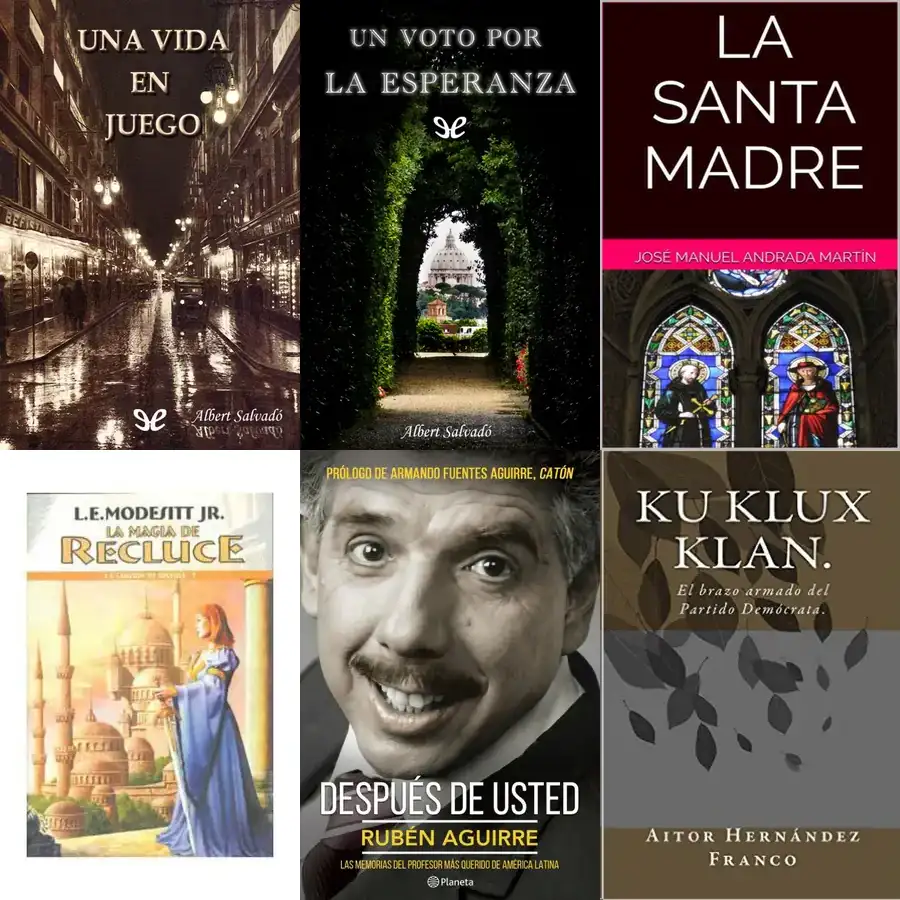 UNA VIDA
EN
JUEGO
Albert Salvadó
UN VOTO POR
LA ESPERANZA
Albert Salvadó
LA
SANTA
MADRE
JOSÉ MANUEL ANDRADA MARTÍN
L.E.MODESITT JR.
LA MAGIA DE
RECLUCE
PRÓLOGO DE ARMANDO FUENTES AGUIRRE, CATÓN
DESPUÉS DE USTED
RUBÉN AGUIRRE
LAS MEMORIAS DEL PROFESOR MÁS QUERIDO DE AMÉRICA LATINA
Planeta
KU KLUX
KLAN.
El brazo armado del
Partido Demócrata.
AITOR HERNÁNDEZ
FRANCO